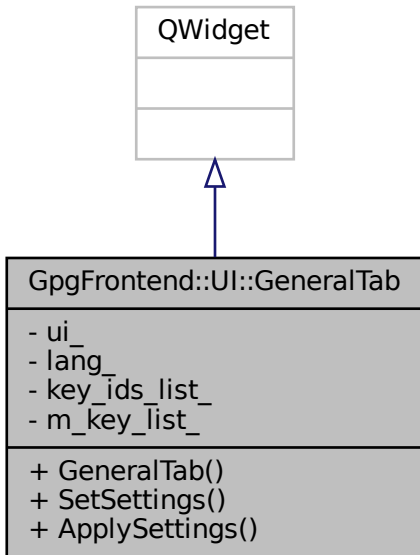 QWidget
GpgFrontend::UI::GeneralTab
- ui_
- lang_
- key_ids_list_
- m_key_list_
+ GeneralTab()
+ SetSettings()
+ ApplySettings()